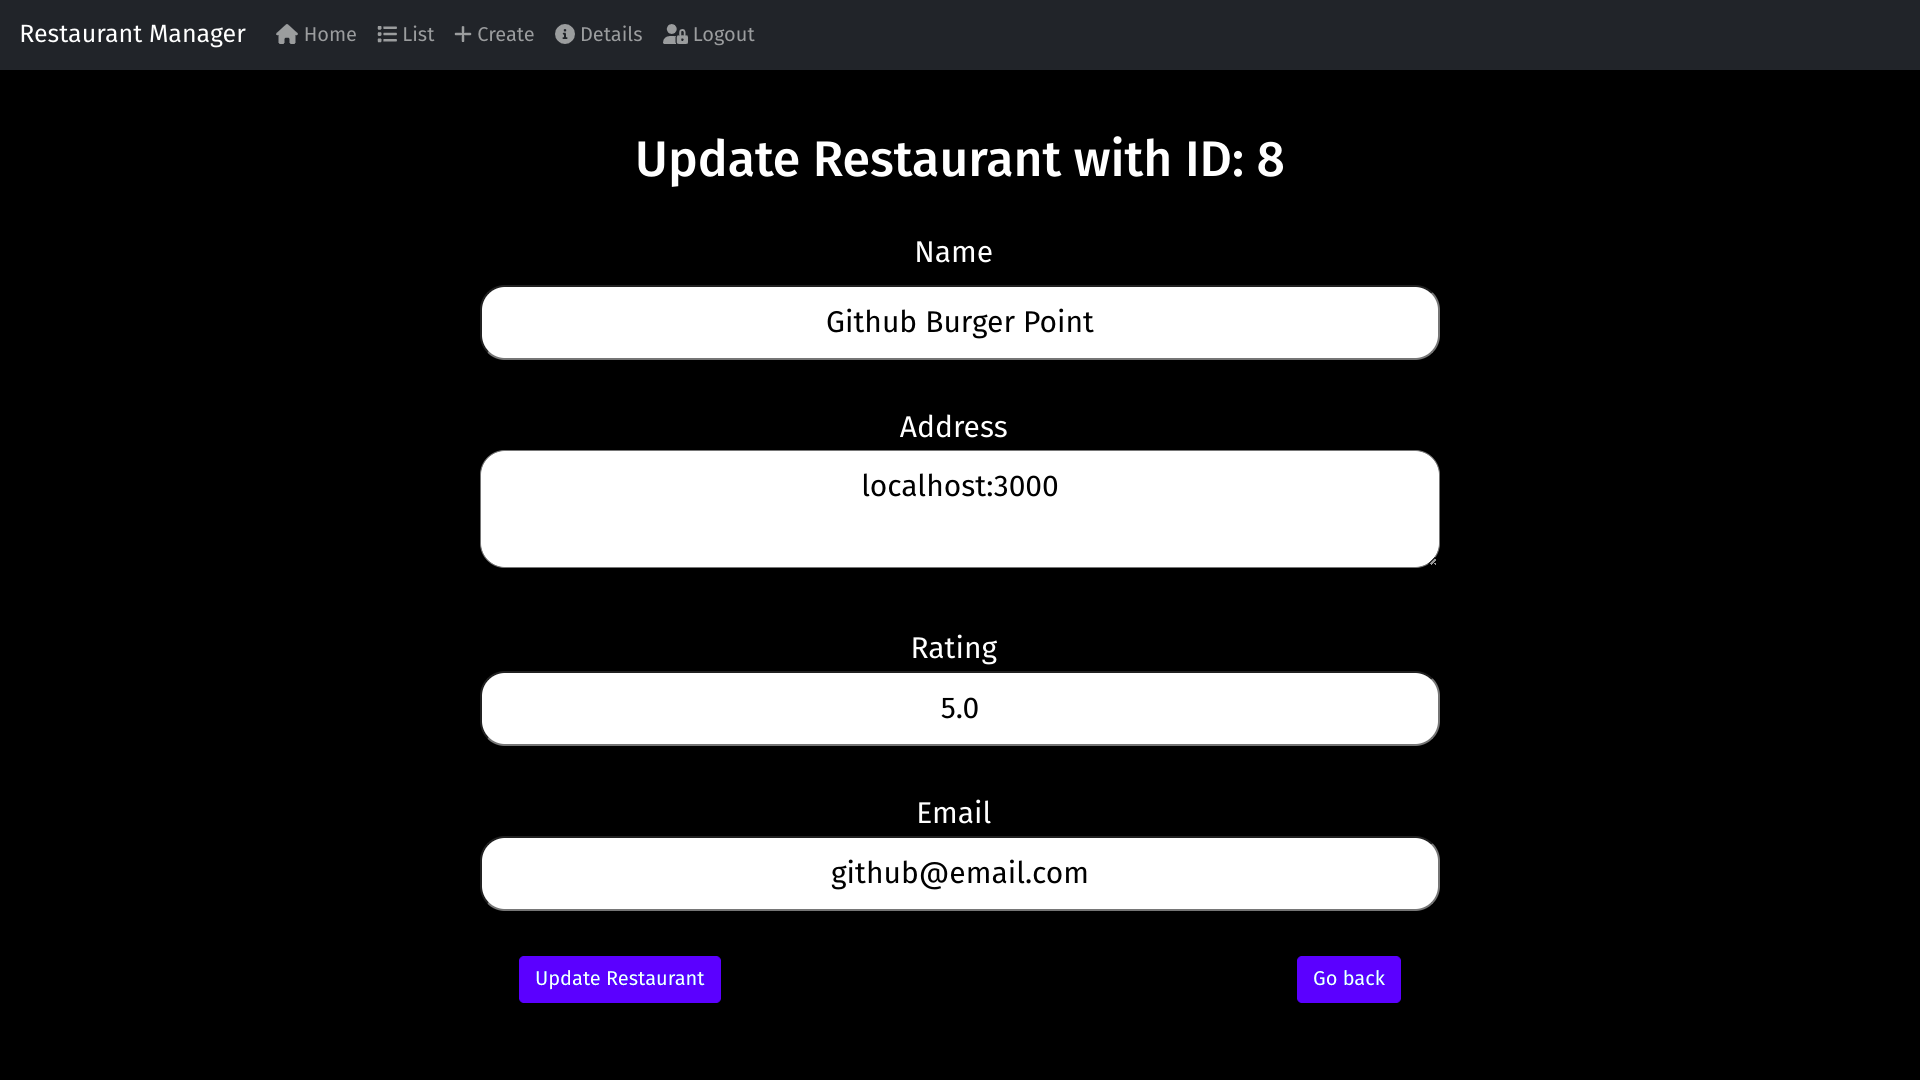 Restaurant Manager Home List Create Details Logout
Update Restaurant with ID: 8
Name
Github Burger Point
Address
localhost:3000
Rating
5.0
Email
github@email.com
Update Restaurant Go back